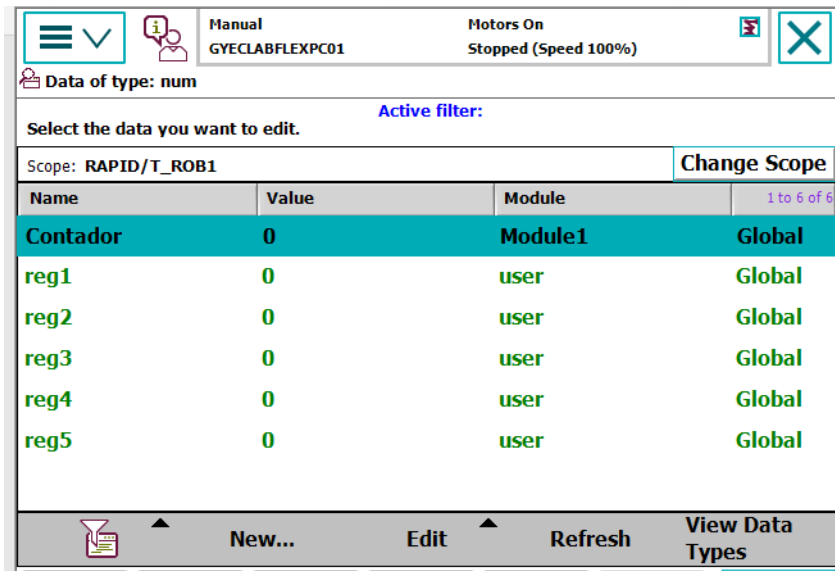 Manual
GYECLABFLEXPC01
Motors On
Stopped (Speed 100%)
Data of type: num
Active filter:
Select the data you want to edit.
Scope: RAPID/T_ROB1
Change Scope
Name Value Module 1 to 6 of 6
Contador 0 Module1 Global
reg1 0 user Global
reg2 0 user Global
reg3 0 user Global
reg4 0 user Global
reg5 0 user Global
New... Edit Refresh View Data
Types